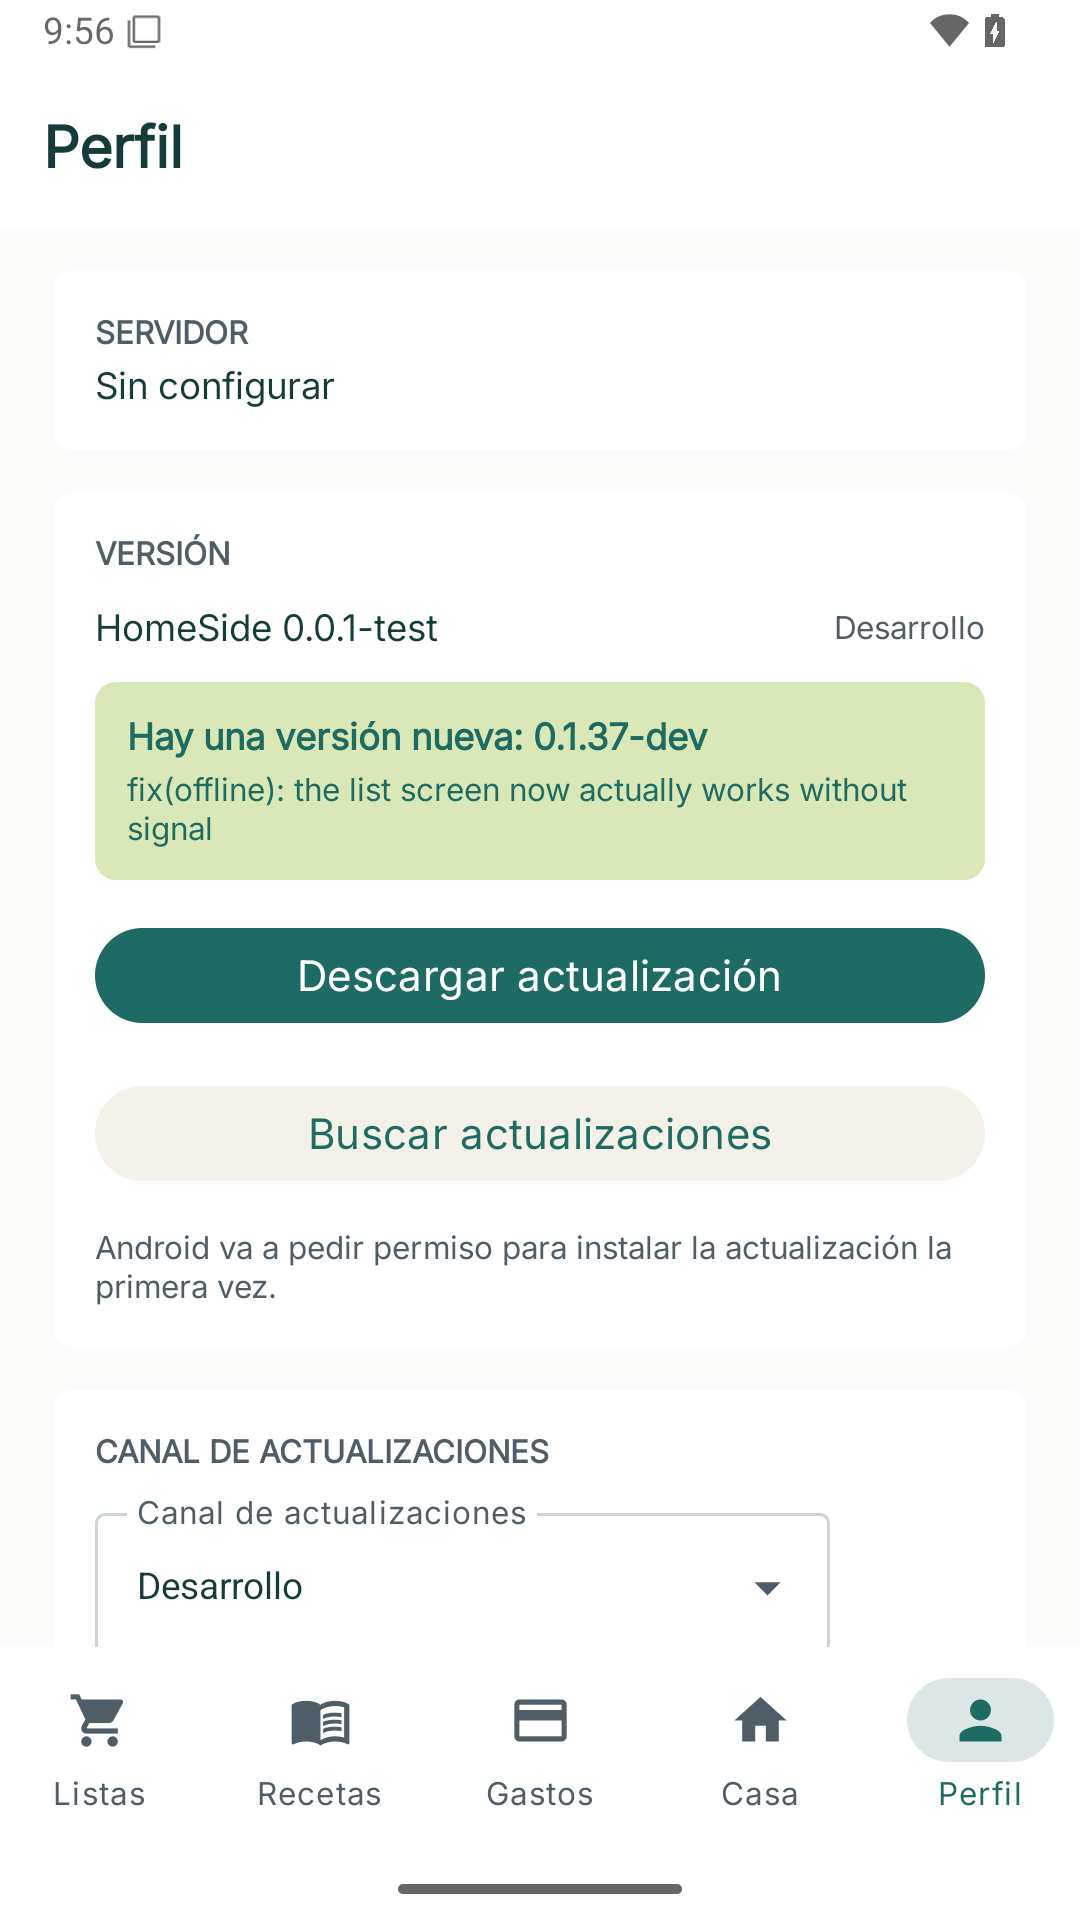 9:56
Perfil
SERVIDOR
Sin configurar
VERSIÓN
HomeSide 0.0.1-test
Desarrollo
Hay una versión nueva: 0.1.37-dev
fix(offline): the list screen now actually works without
signal
Descargar actualización
Buscar actualizaciones
Android va a pedir permiso para instalar la actualización la
primera vez.
CANAL DE ACTUALIZACIONES
Canal de actualizaciones
Desarrollo
Listas
Recetas
Gastos
Casa
Perfil